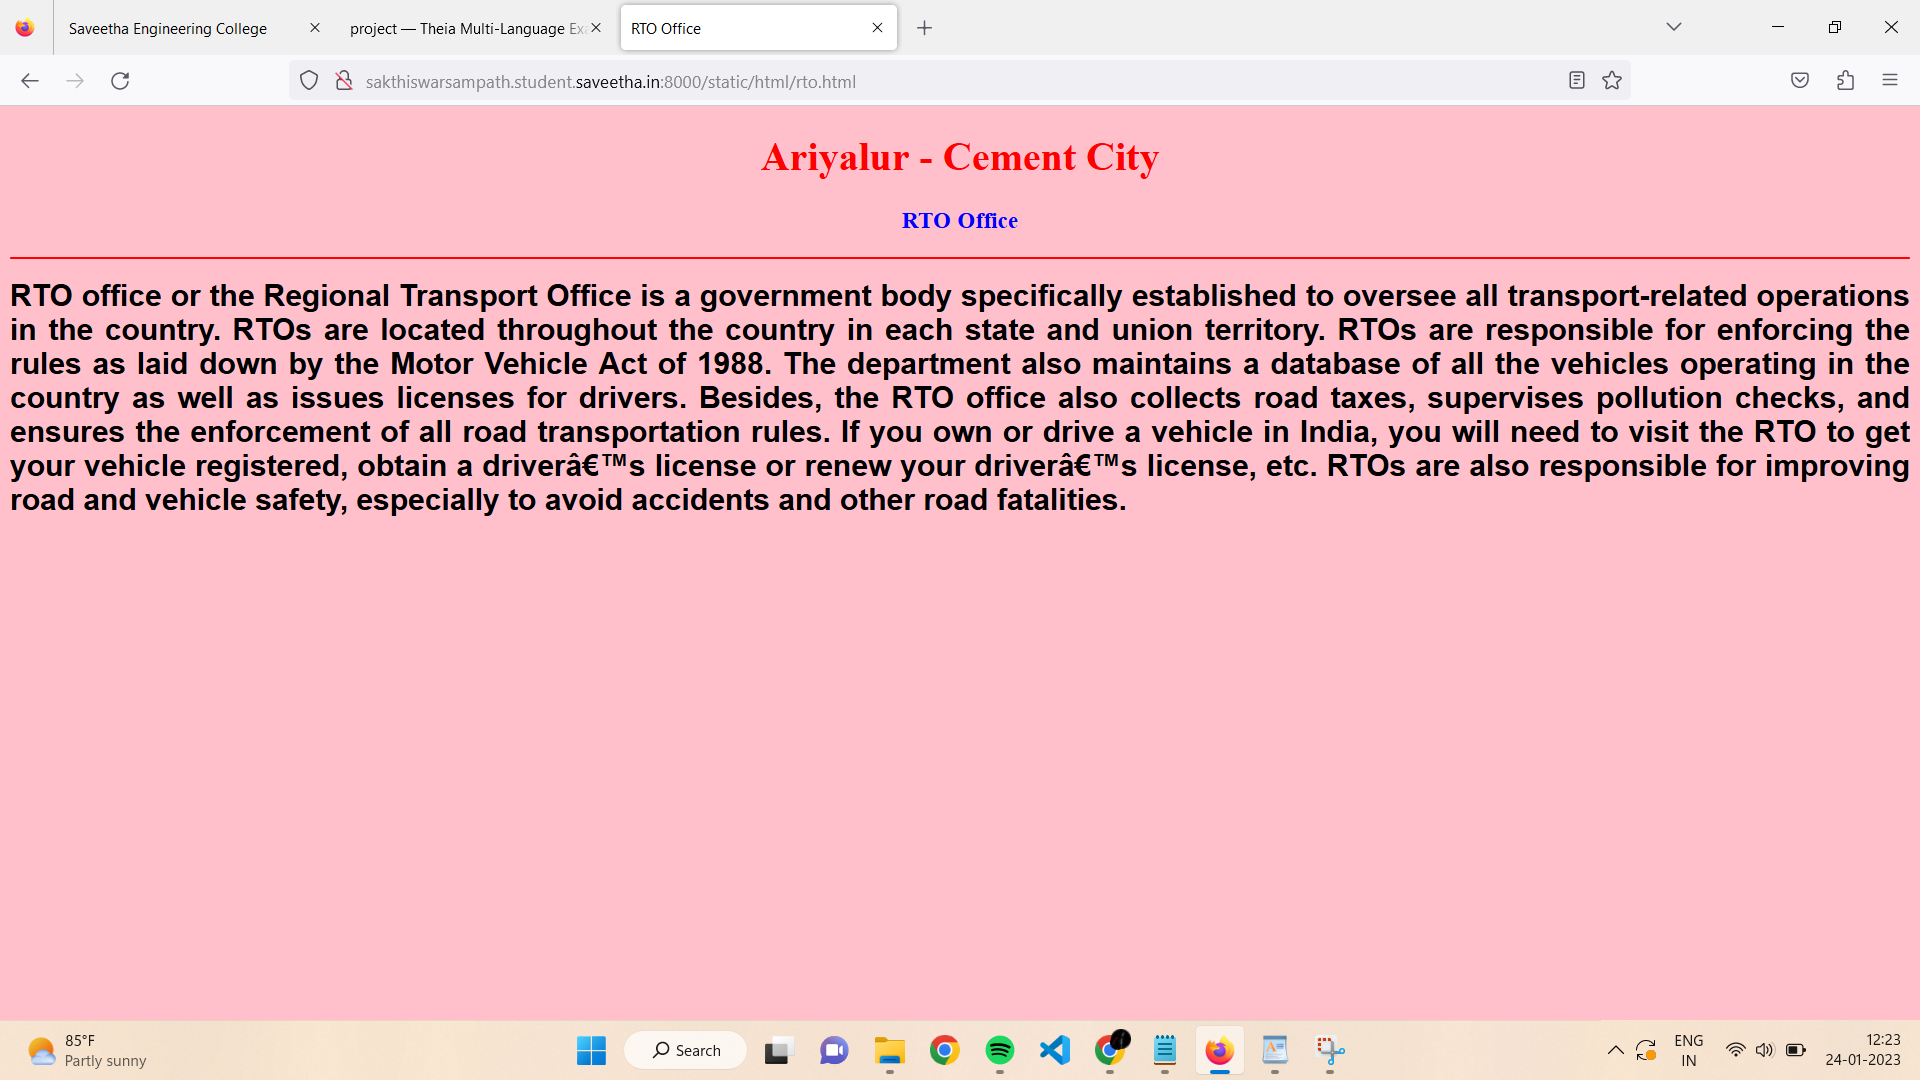 Saveetha Engineering College
project — Theia Multi-Language Exa
RTO Office
sakthiswarsampath.student.saveetha.in:8000/static/html/rto.html
Ariyalur - Cement City
RTO Office
RTO office or the Regional Transport Office is a government body specifically established to oversee all transport-related operations
in the country. RTOs are located throughout the country in each state and union territory. RTOs are responsible for enforcing the
rules as laid down by the Motor Vehicle Act of 1988. The department also maintains a database of all the vehicles operating in the
country as well as issues licenses for drivers. Besides, the RTO office also collects road taxes, supervises pollution checks, and
ensures the enforcement of all road transportation rules. If you own or drive a vehicle in India, you will need to visit the RTO to get
your vehicle registered, obtain a driverâ€™s license or renew your driverâ€™s license, etc. RTOs are also responsible for improving
road and vehicle safety, especially to avoid accidents and other road fatalities.
85°F
Partly sunny
Search
ENG
IN
12:23
24-01-2023